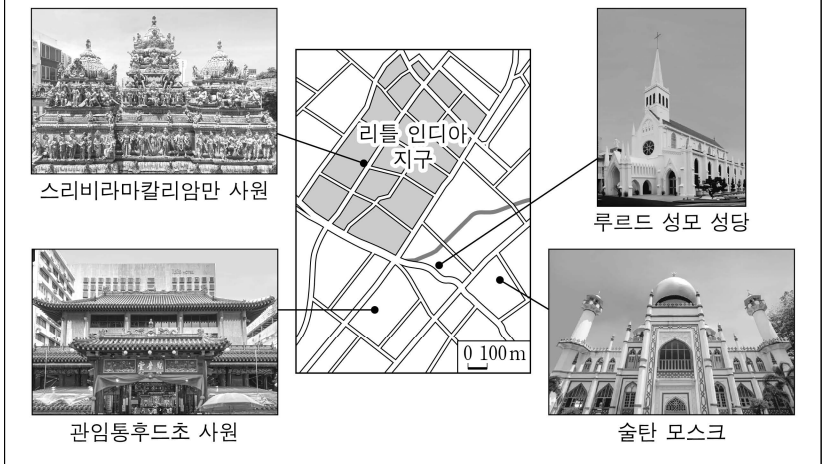 스리비라마칼리암만 사원
리틀 인디아
지구
루르드 성모 성당
관임통후드초 사원
0 100m
술탄 모스크